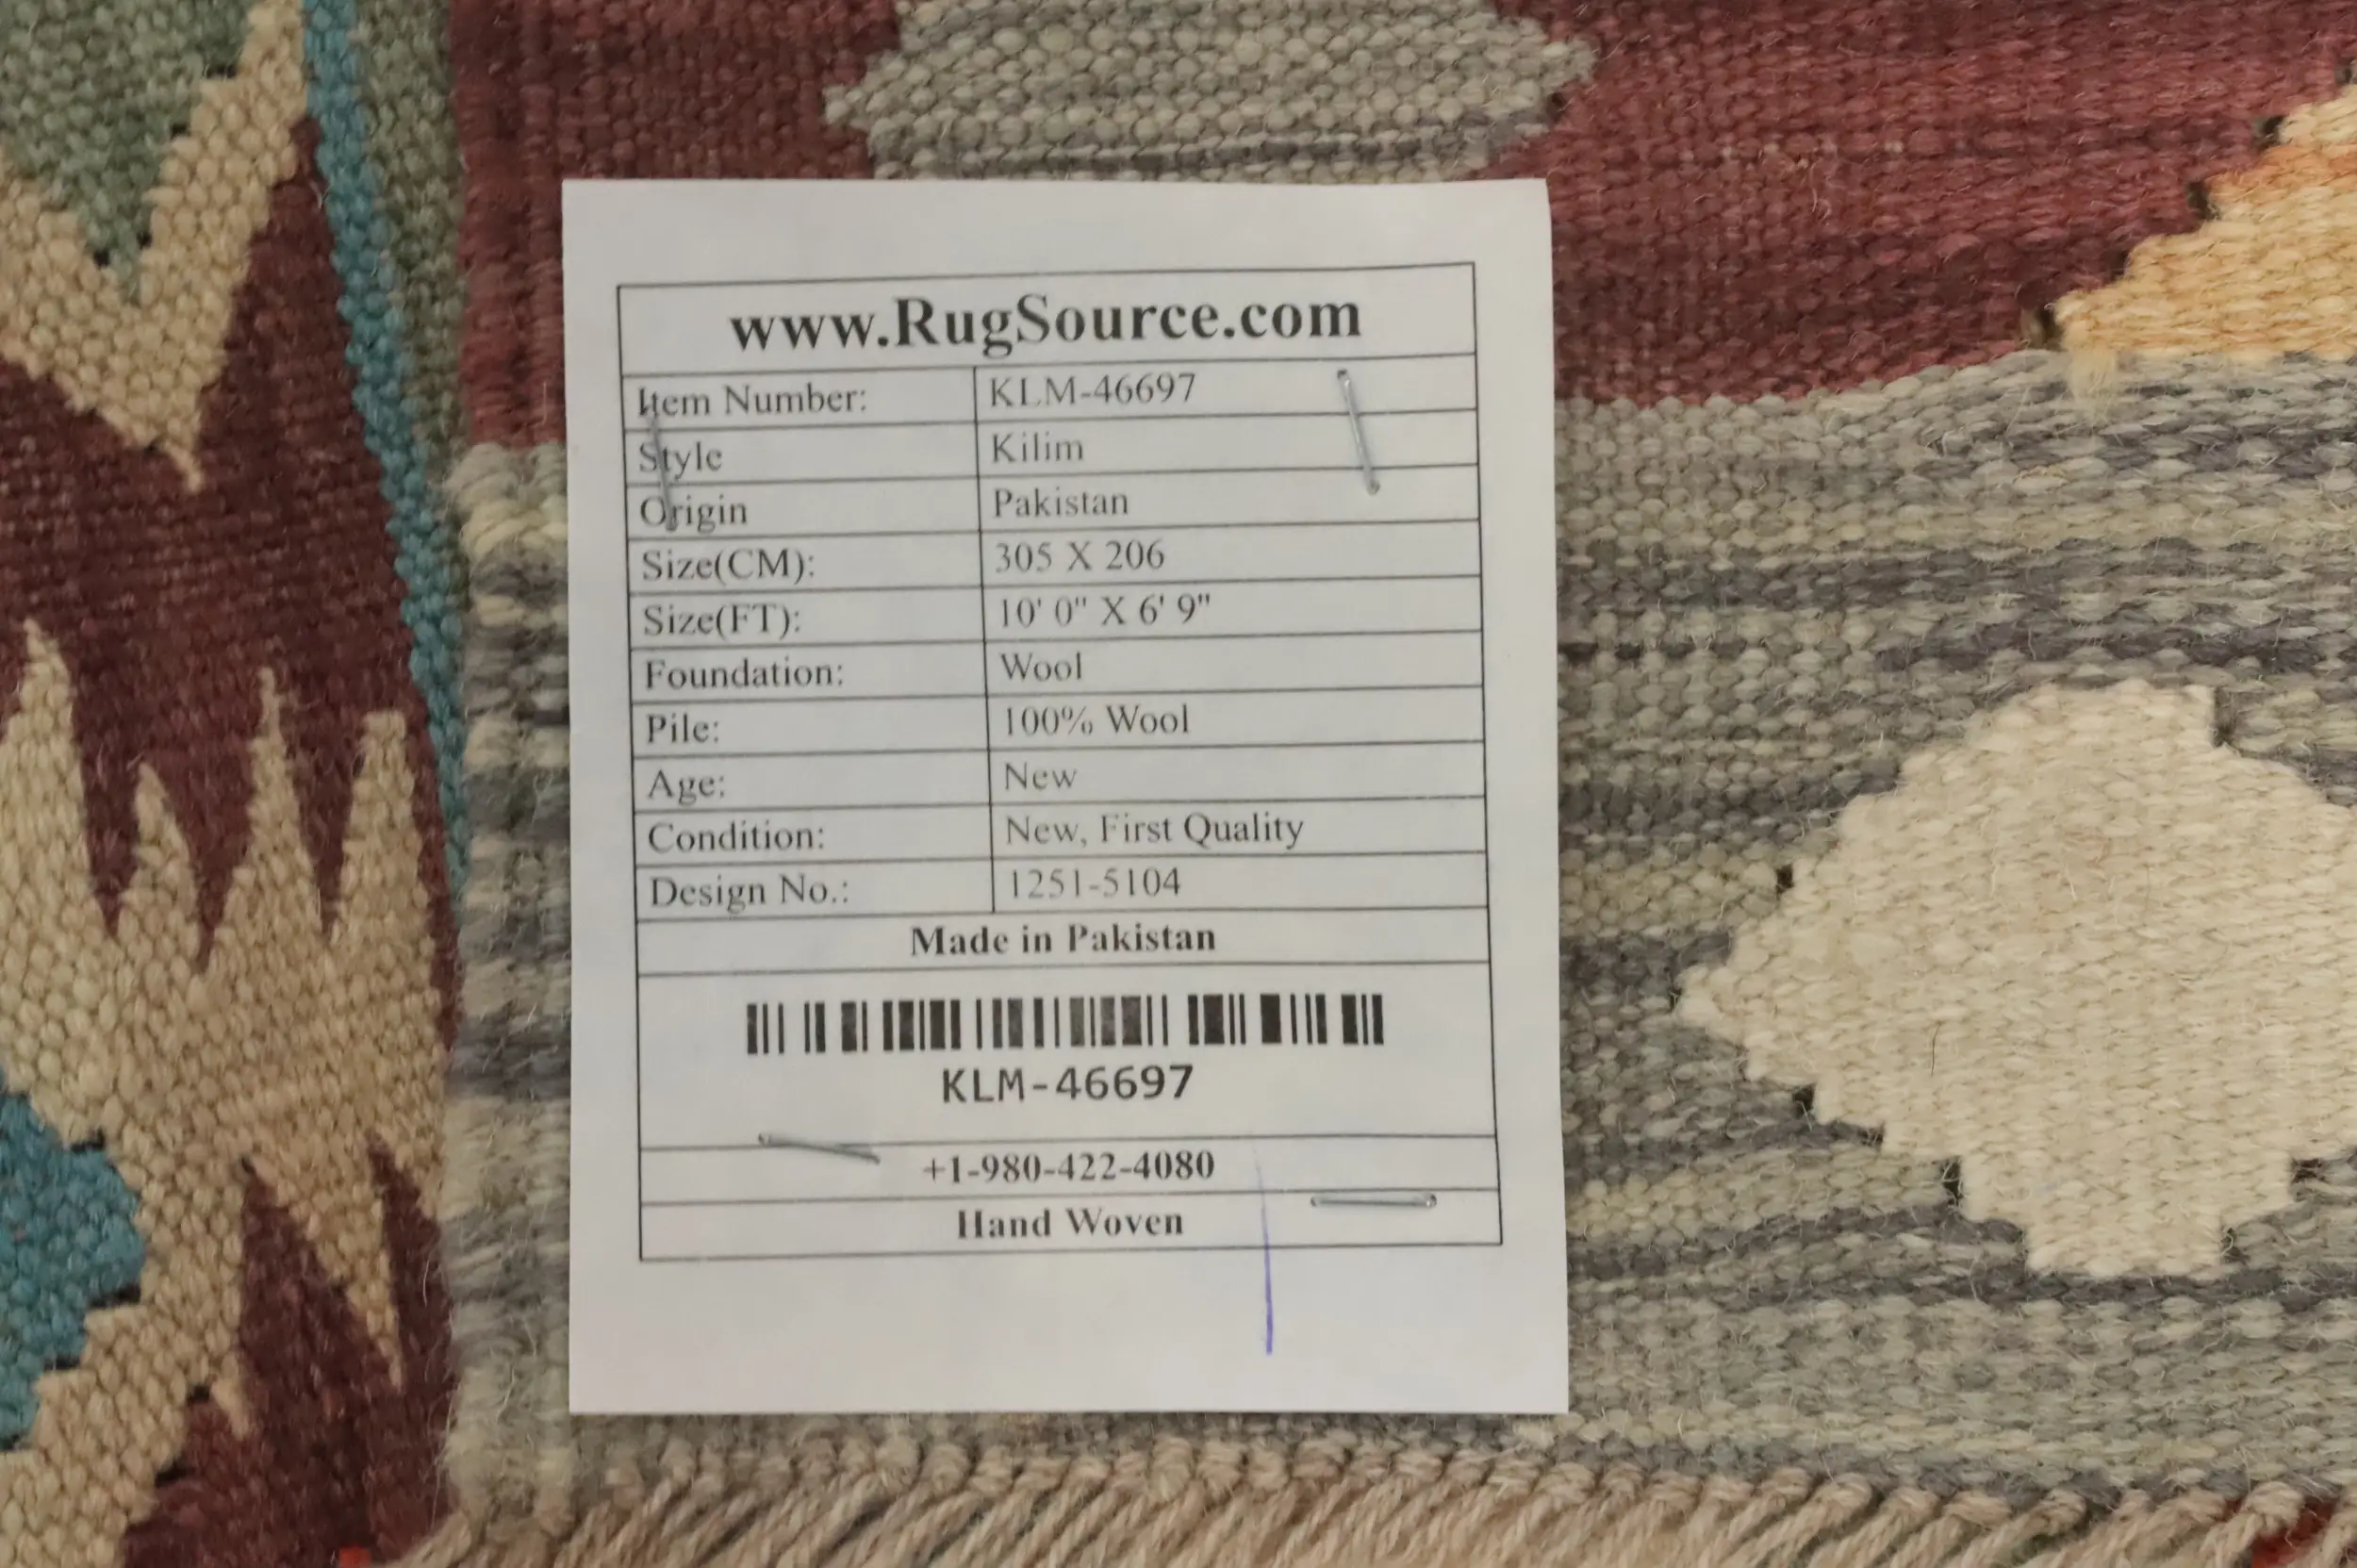 www.RugSource.com
Item Number: KLM-46697
Style Kilim
Origin Pakistan
Size(CM): 305 X 206
Size(FT): 10' 0" X 6' 9"
Foundation: Wool
Pile: 100% Wool
Age: New
Condition: New, First Quality
Design No.: 1251-5104
Made in Pakistan
KLM-46697
+1-980-422-4080
Hand Woven